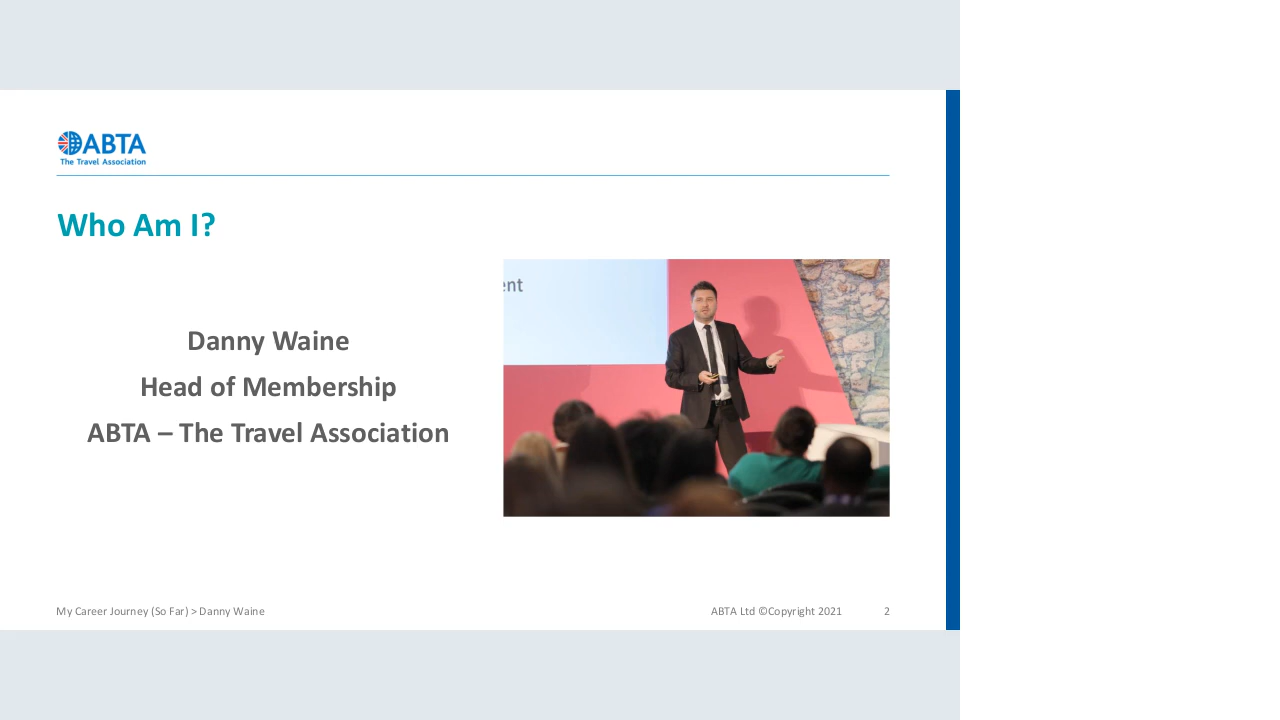 ABTA
The Travel Association
Who Am I?
ent
Danny Waine
Head of Membership
ABTA – The Travel Association
My Career Journey (So Far) > Danny Waine
ABTA Ltd ©Copyright 2021
2